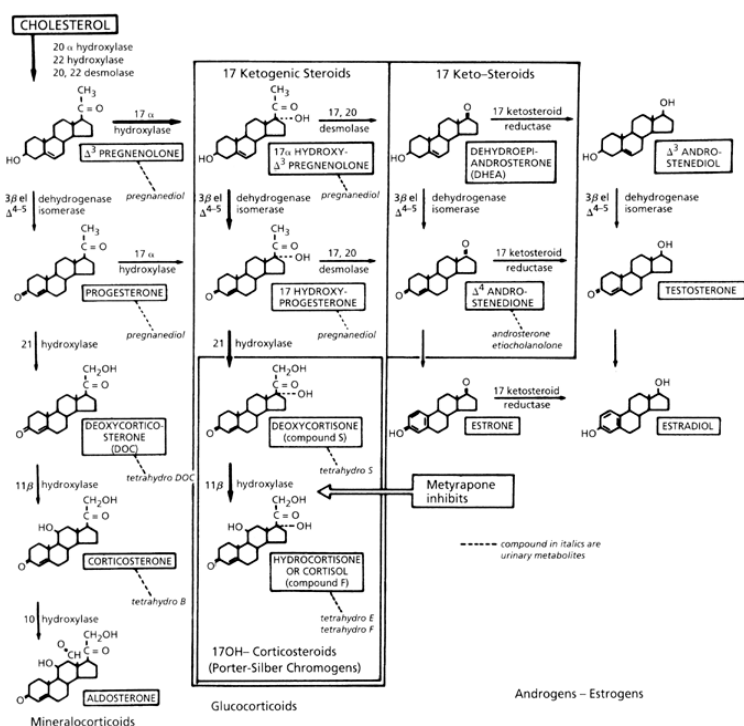 CHOLESTEROL
20 α hydroxylase
22 hydroxylase
20, 22 desmolase
17 Ketogenic Steroids
17 Keto–Steroids
CH₃
C = O
HO
17 α
hydroxylase
Δ³ PREGNENOLONE
pregnanediol
CH₃
C = O
OH
HO
17, 20
desmolase
17α HYDROXY-
Δ³ PREGNENOLONE
pregnanediol
O
HO
17 ketosteroid
reductase
DEHYDROEPI-
ANDROSTERONE
(DHEA)
OH
HO
Δ³ ANDRO-
STENEDIOL
3β el dehydrogenase
Δ⁴⁻⁵ isomerase
3β el dehydrogenase
Δ⁴⁻⁵ isomerase
3β el dehydrogenase
Δ⁴⁻⁵ isomerase
3β el dehydrogenase
Δ⁴⁻⁵ isomerase
CH₃
C = O
O
17 α
hydroxylase
PROGESTERONE
pregnanediol
CH₃
C = O
OH
O
17, 20
desmolase
17 HYDROXY-
PROGESTERONE
pregnanediol
O
O
17 ketosteroid
reductase
Δ⁴ ANDRO-
STENEDIONE
androsterone
etiocholanolone
OH
O
TESTOSTERONE
21 hydroxylase
21 hydroxylase
CH₂OH
C = O
O
DEOXYCORTICO-
STERONE
(DOC)
tetrahydro DOC
CH₂OH
C = O
OH
O
DEOXYCORTISONE
(compound S)
tetrahydro S
O
HO
ESTRONE
17 ketosteroid
reductase
OH
HO
ESTRADIOL
11β hydroxylase
11β hydroxylase
Metyrapone
inhibits
CH₂OH
C = O
HO
O
CORTICOSTERONE
tetrahydro B
CH₂OH
C = O
HO
OH
O
HYDROCORTISONE
OR CORTISOL
(compound F)
tetrahydro E
tetrahydro F
compound in italics are
urinary metabolites
10 hydroxylase
CH₂OH
O
CH
C = O
HO
O
ALDOSTERONE
17OH– Corticosteroids
(Porter-Silber Chromogens)
Mineralocorticoids
Glucocorticoids
Androgens – Estrogens